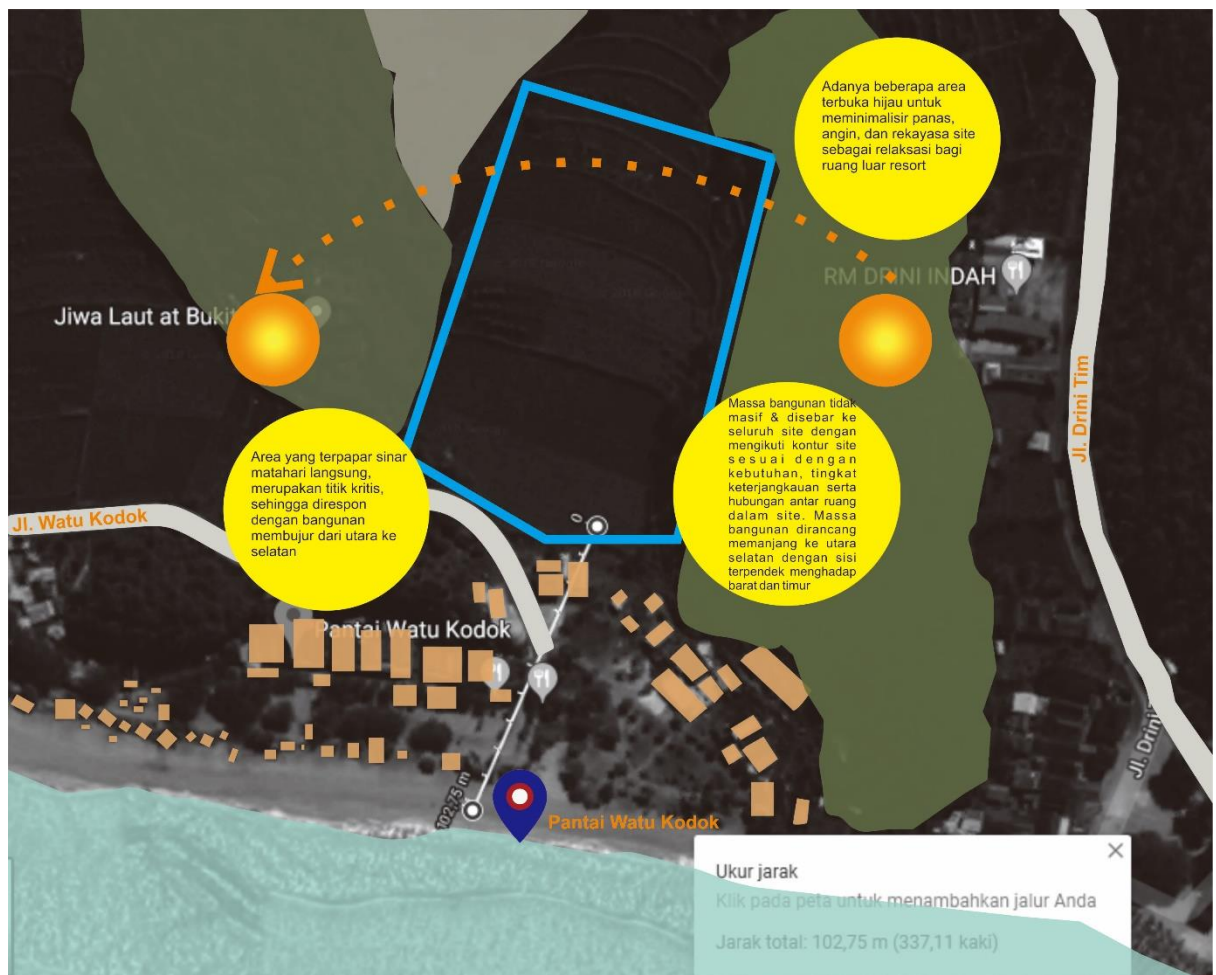 Adanya beberapa area
terbuka hijau untuk
meminimalisir panas,
angin, dan rekayasa site
sebagai relaksasi bagi
ruang luar resort
RM DRINI INDAH
Jiwa Laut at Bukit
Jl. Drini Tim
Massa bangunan tidak
masif & disebar ke
seluruh site dengan
mengikuti kontur site
sesuai dengan
kebutuhan, tingkat
keterjangkauan serta
hubungan antar ruang
dalam site. Massa
bangunan dirancang
memanjang ke utara
selatan dengan sisi
terpendek menghadap
barat dan timur
Area yang terpapar sinar
matahari langsung,
merupakan titik kritis,
sehingga direspon
dengan bangunan
membujur dari utara ke
selatan
Jl. Watu Kodok
0
Pantai Watu Kodok
Jl. Drini
102,75 m
Pantai Watu Kodok
Ukur jarak
Klik pada peta untuk menambahkan jalur Anda
Jarak total: 102,75 m (337,11 kaki)